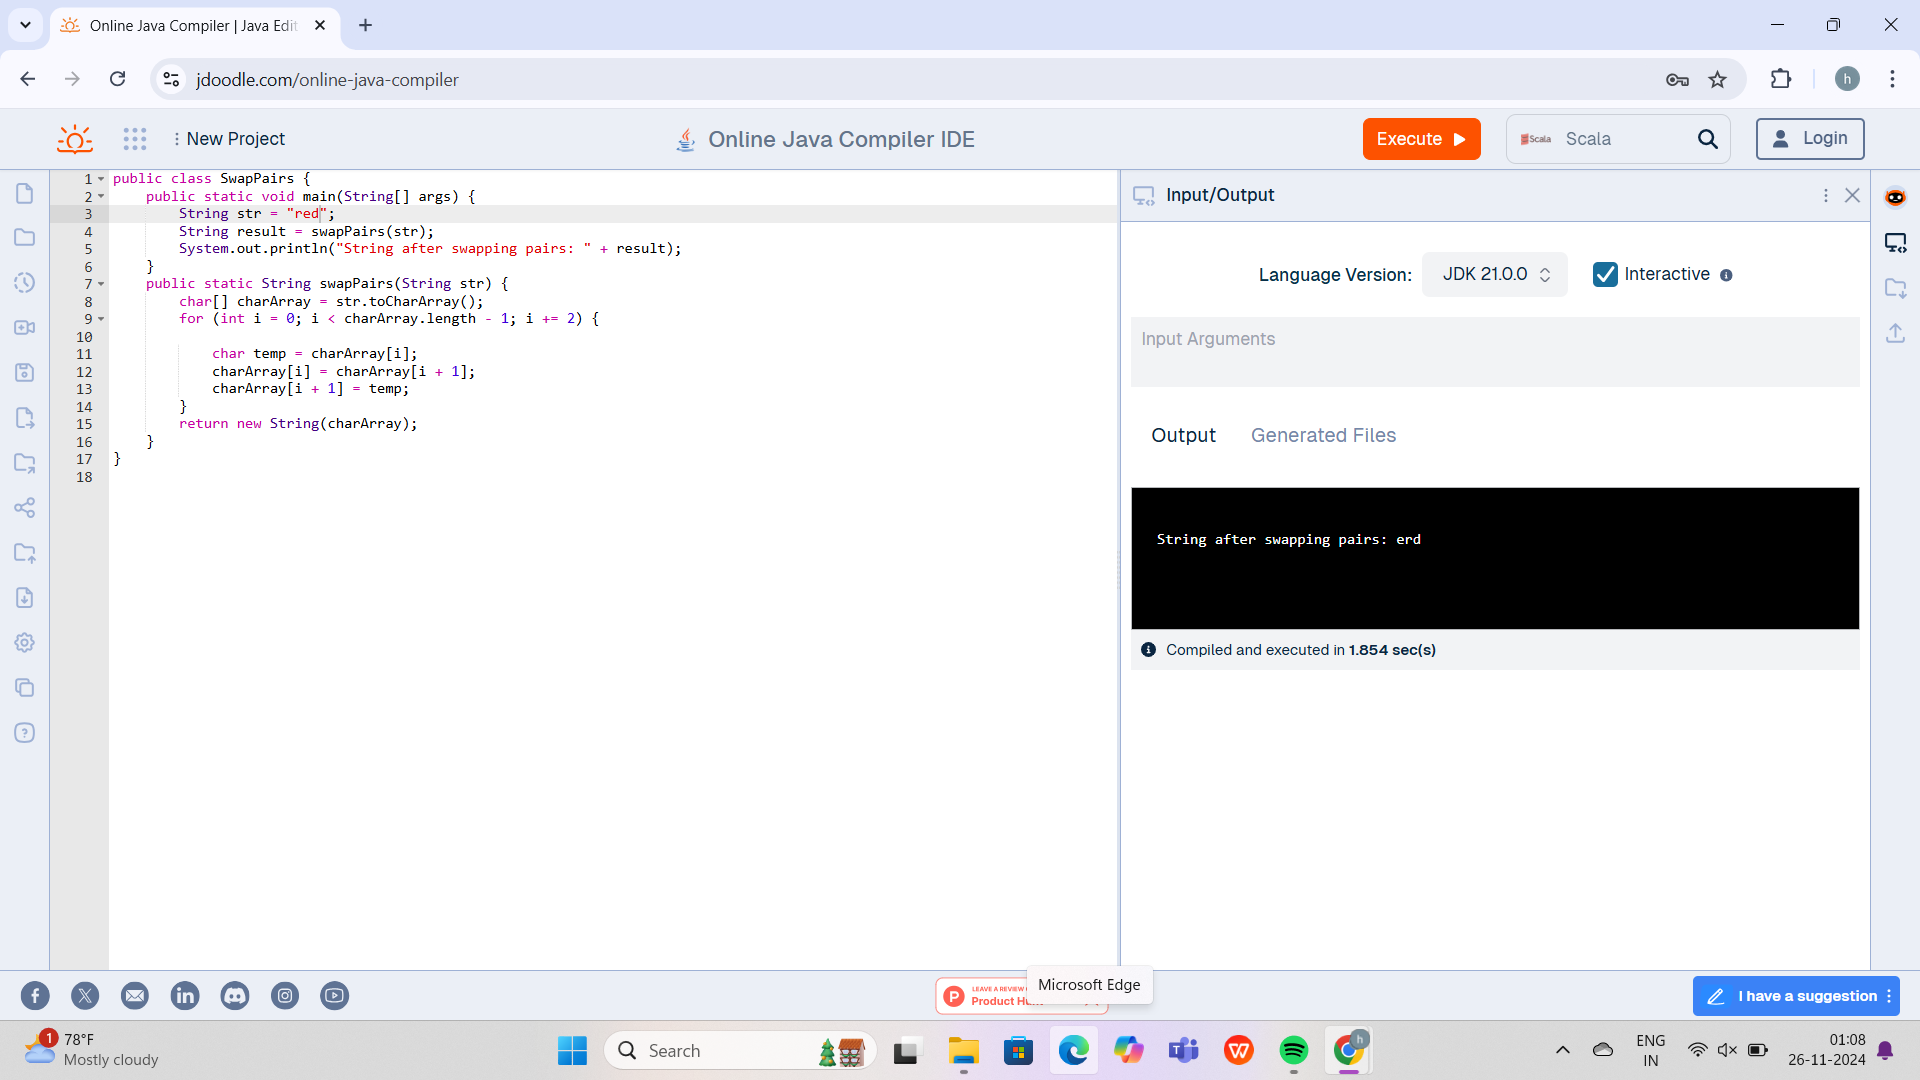 Online Java Compiler | Java Edit
jdoodle.com/online-java-compiler
h
New Project
Online Java Compiler IDE
Execute
Scala
Scala
Login
1 public class SwapPairs {
2 public static void main(String[] args) {
3 String str = "red";
4 String result = swapPairs(str);
5 System.out.println("String after swapping pairs: " + result);
6 }
7 public static String swapPairs(String str) {
8 char[] charArray = str.toCharArray();
9 for (int i = 0; i < charArray.length - 1; i += 2) {
10
11 char temp = charArray[i];
12 charArray[i] = charArray[i + 1];
13 charArray[i + 1] = temp;
14 }
15 return new String(charArray);
16 }
17 }
18
Input/Output
Language Version: JDK 21.0.0 Interactive
Input Arguments
Output Generated Files
String after swapping pairs: erd
Compiled and executed in 1.854 sec(s)
LEAVE A REVIEW
Product
Microsoft Edge
I have a suggestion
1
78°F
Mostly cloudy
Search
h
ENG
IN
01:08
26-11-2024